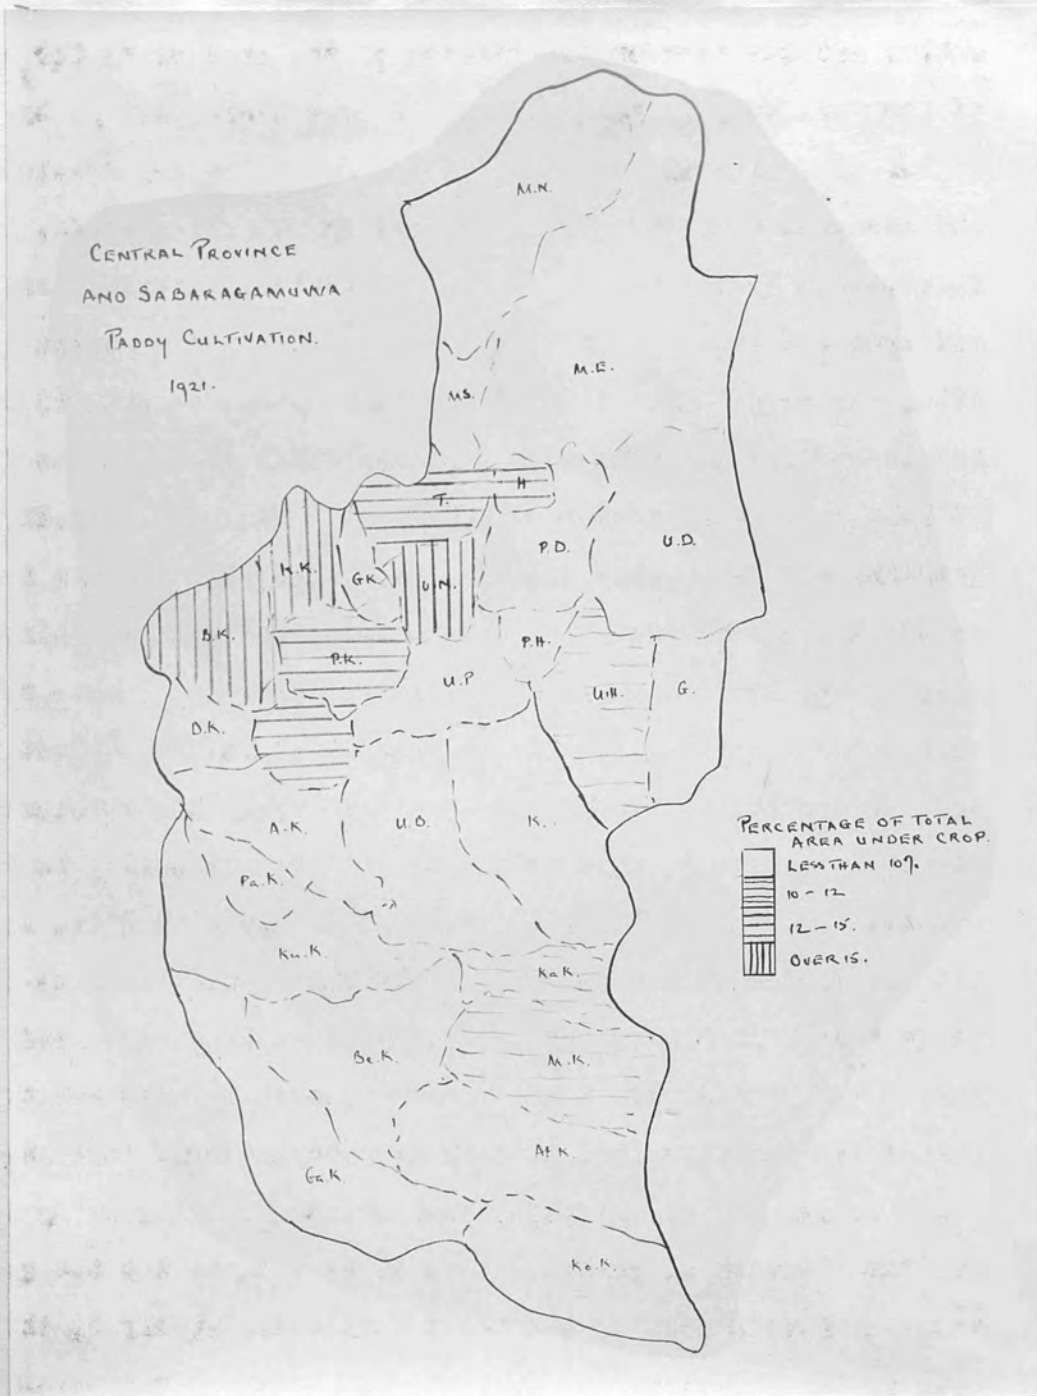 CENTRAL PROVINCE
AND SABARAGAMUWA
PADDY CULTIVATION.
1921.
M.N.
M.E.
M.S.
T.
H
P.D.
U.D.
K.K.
G.K.
U.N.
B.K.
P.K.
P.H.
U.P
U.H.
G.
D.K.
A.K.
U.B.
K.
PERCENTAGE OF TOTAL
AREA UNDER CROP.
LESS THAN 10%
10 - 12
12 - 15.
OVER 15.
Pa.K.
Ku.K.
Ka.K.
Be.K.
M.K.
At.K.
Ga.K.
Ko.K.